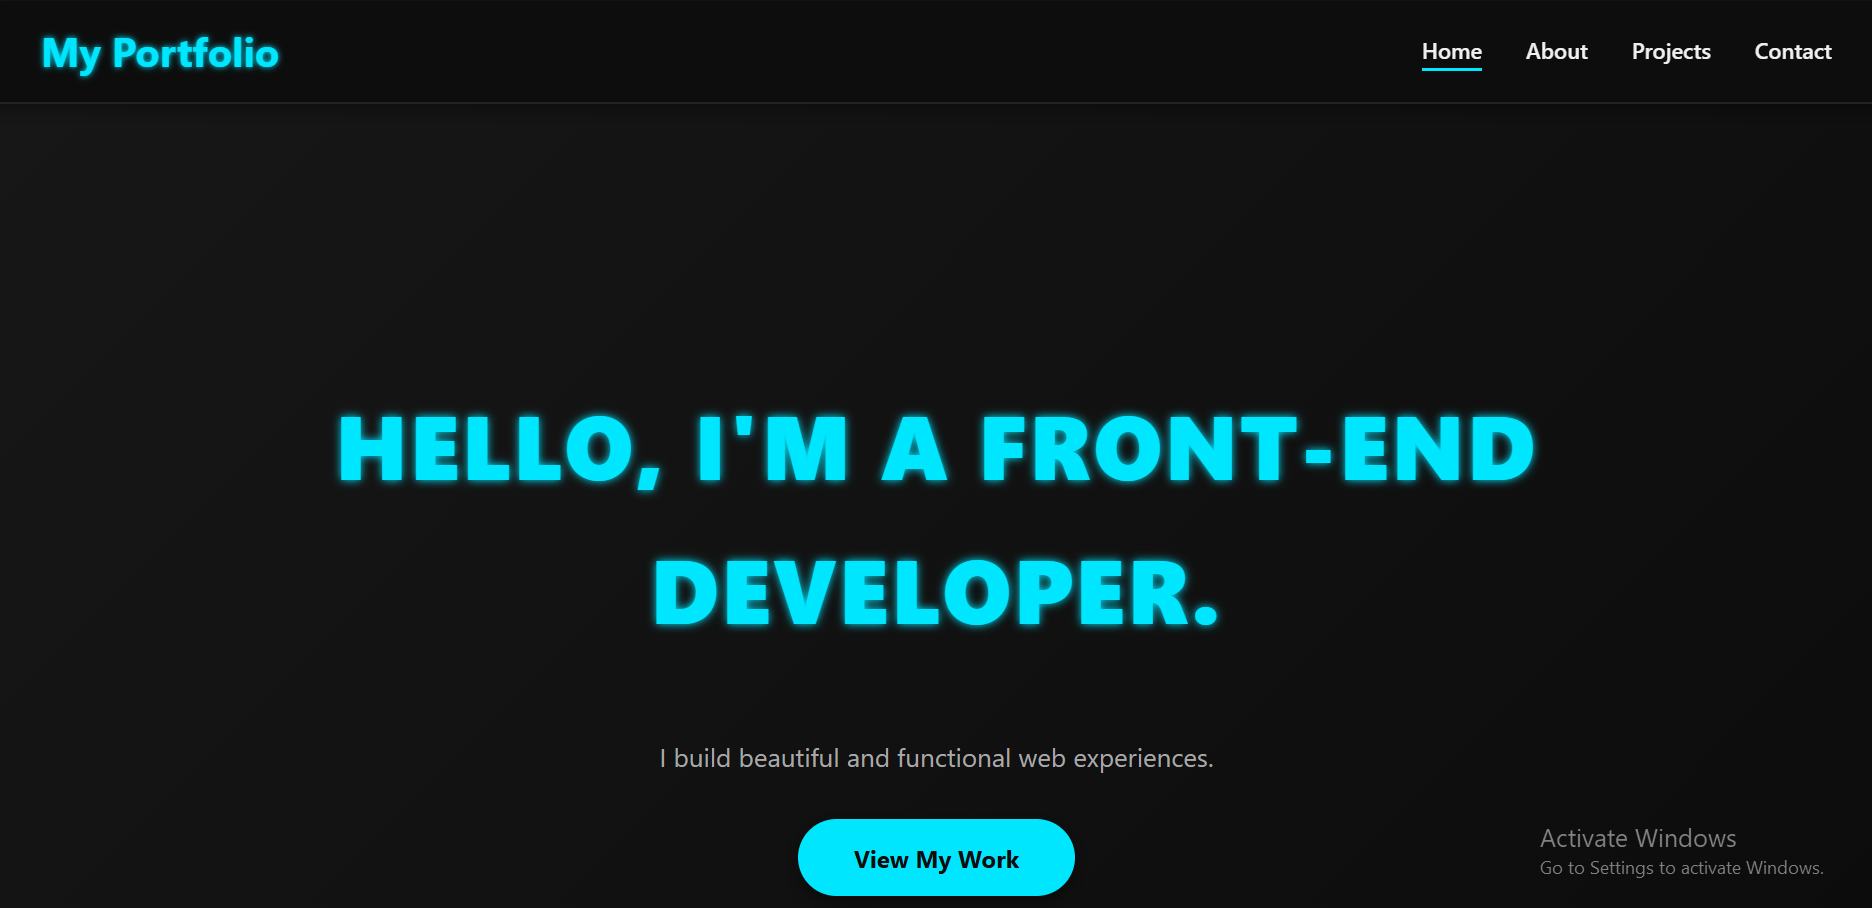 My Portfolio
Home About Projects Contact
HELLO, I'M A FRONT-END
DEVELOPER.
I build beautiful and functional web experiences.
View My Work
Activate Windows
Go to Settings to activate Windows.